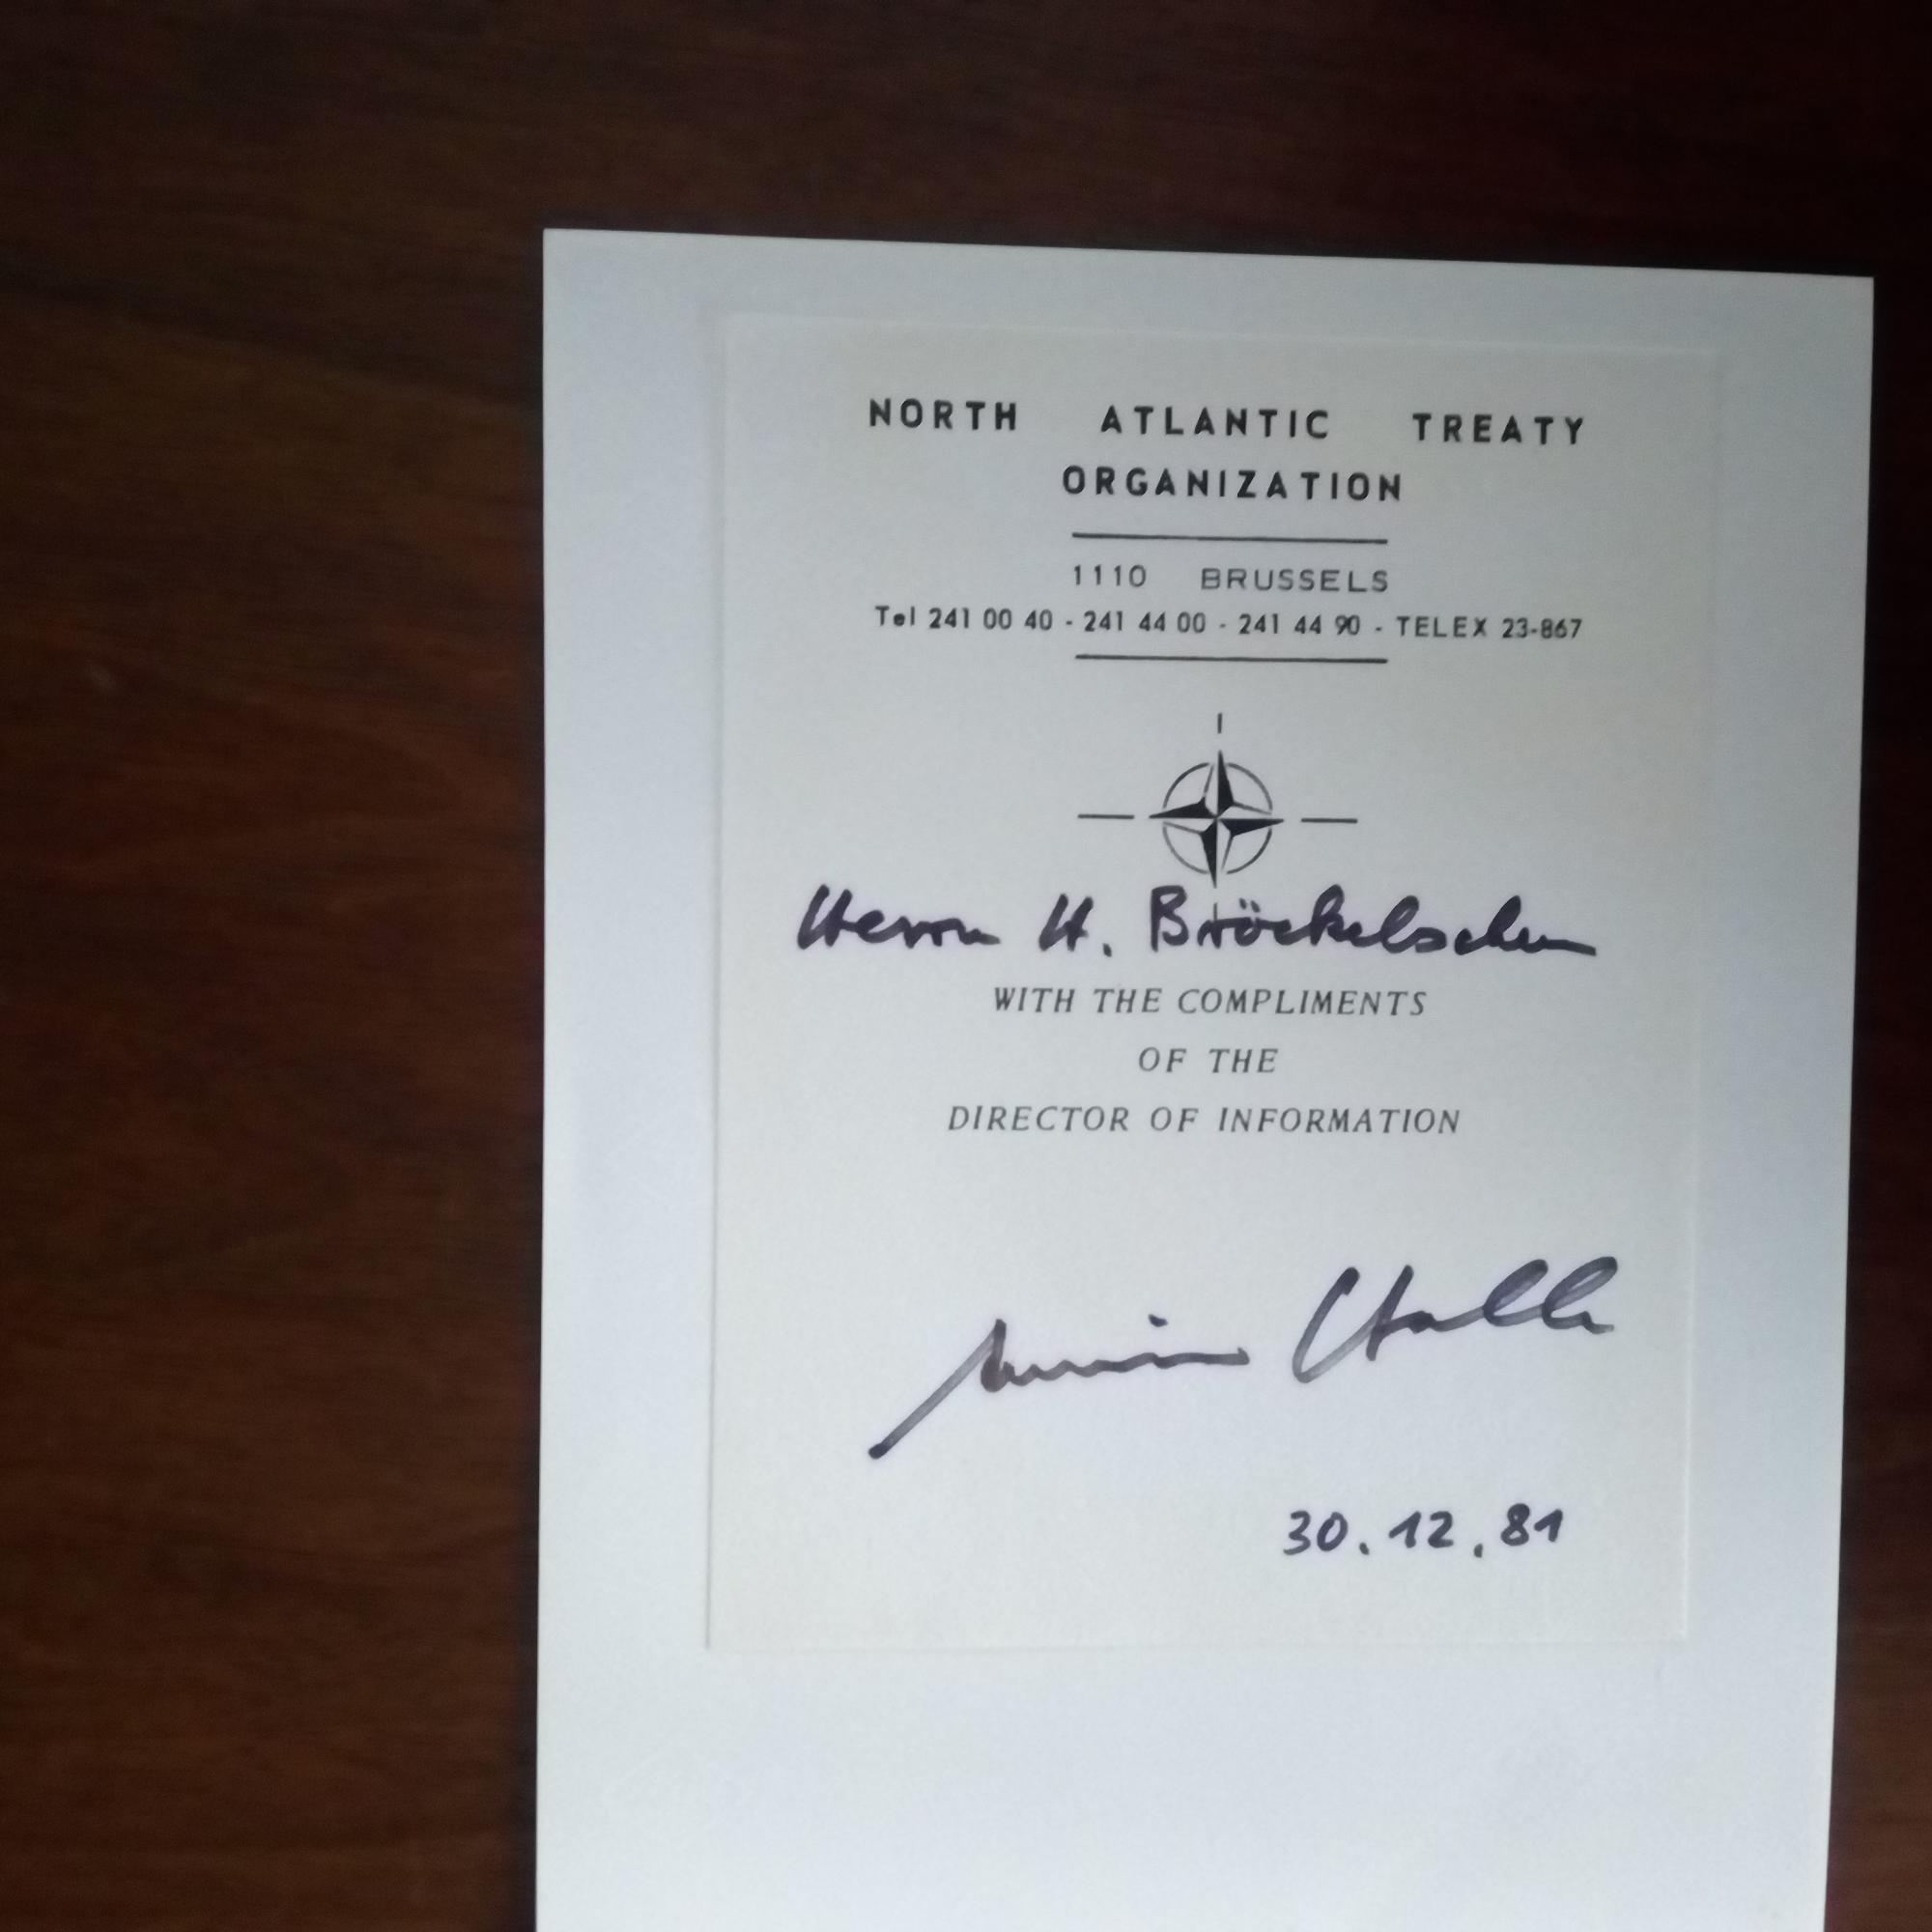 NORTH ATLANTIC TREATY
ORGANIZATION
1110 BRUSSELS
Tel 241 00 40 - 241 44 00 - 241 44 90 - TELEX 23-867
Herrn H. Bröckelschen
WITH THE COMPLIMENTS
OF THE
DIRECTOR OF INFORMATION
30.12.81